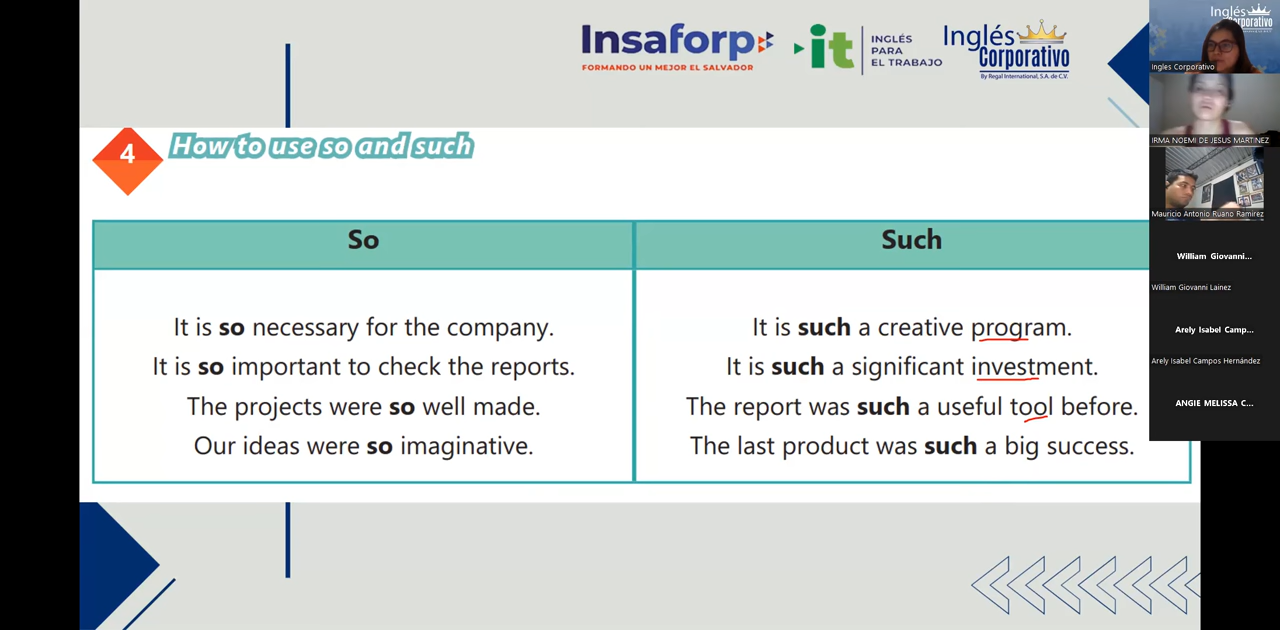 Insaforp
FORMANDO UN MEJOR EL SALVADOR
it
INGLÉS
PARA
EL TRABAJO
Inglés
Corporativo
By Regal International, S.A. de C.V.
4
How to use so and such
So
It is so necessary for the company.
It is so important to check the reports.
The projects were so well made.
Our ideas were so imaginative.
Such
It is such a creative program.
It is such a significant investment.
The report was such a useful tool before.
The last product was such a big success.
Inglés
Corporativo
Ingles Corporativo
IRMA NOEMI DE JESUS MARTINEZ
Mauricio Antonio Ruano Ramirez
William Giovanni...
William Giovanni Lainez
Arely Isabel Camp...
Arely Isabel Campos Hernández
ANGIE MELISSA C...